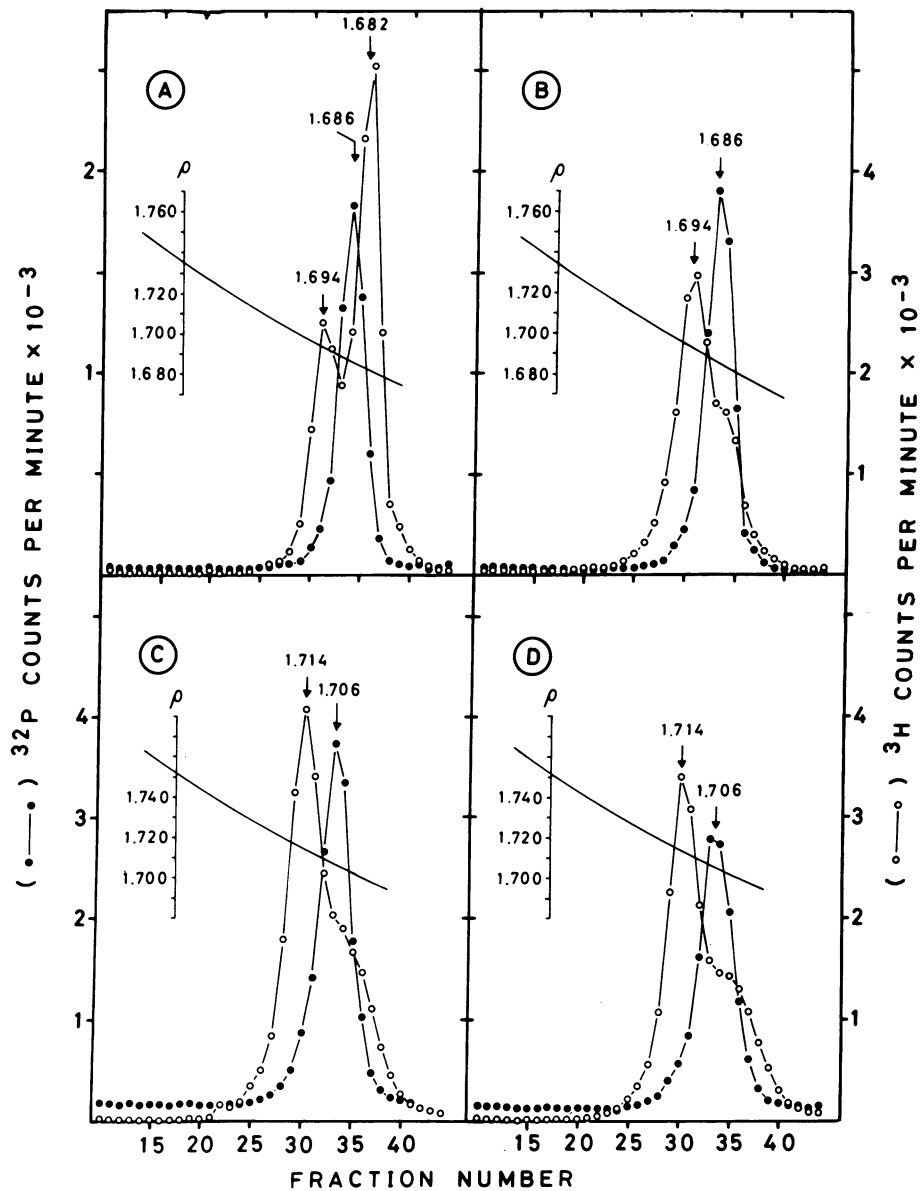 ( •——• ) ³²P COUNTS PER MINUTE × 10⁻³
A
1.682
1.686
1.694
ρ
1.760
1.720
1.700
1.680
2
1
B
1.686
1.694
ρ
1.760
1.720
1.700
1.680
4
3
2
1
C
1.714
1.706
ρ
1.740
1.720
1.700
4
3
2
1
D
1.714
1.706
ρ
1.740
1.720
1.700
4
3
2
1
15 20 25 30 35 40
15 20 25 30 35 40
FRACTION NUMBER
( o——o ) ³H COUNTS PER MINUTE × 10⁻³